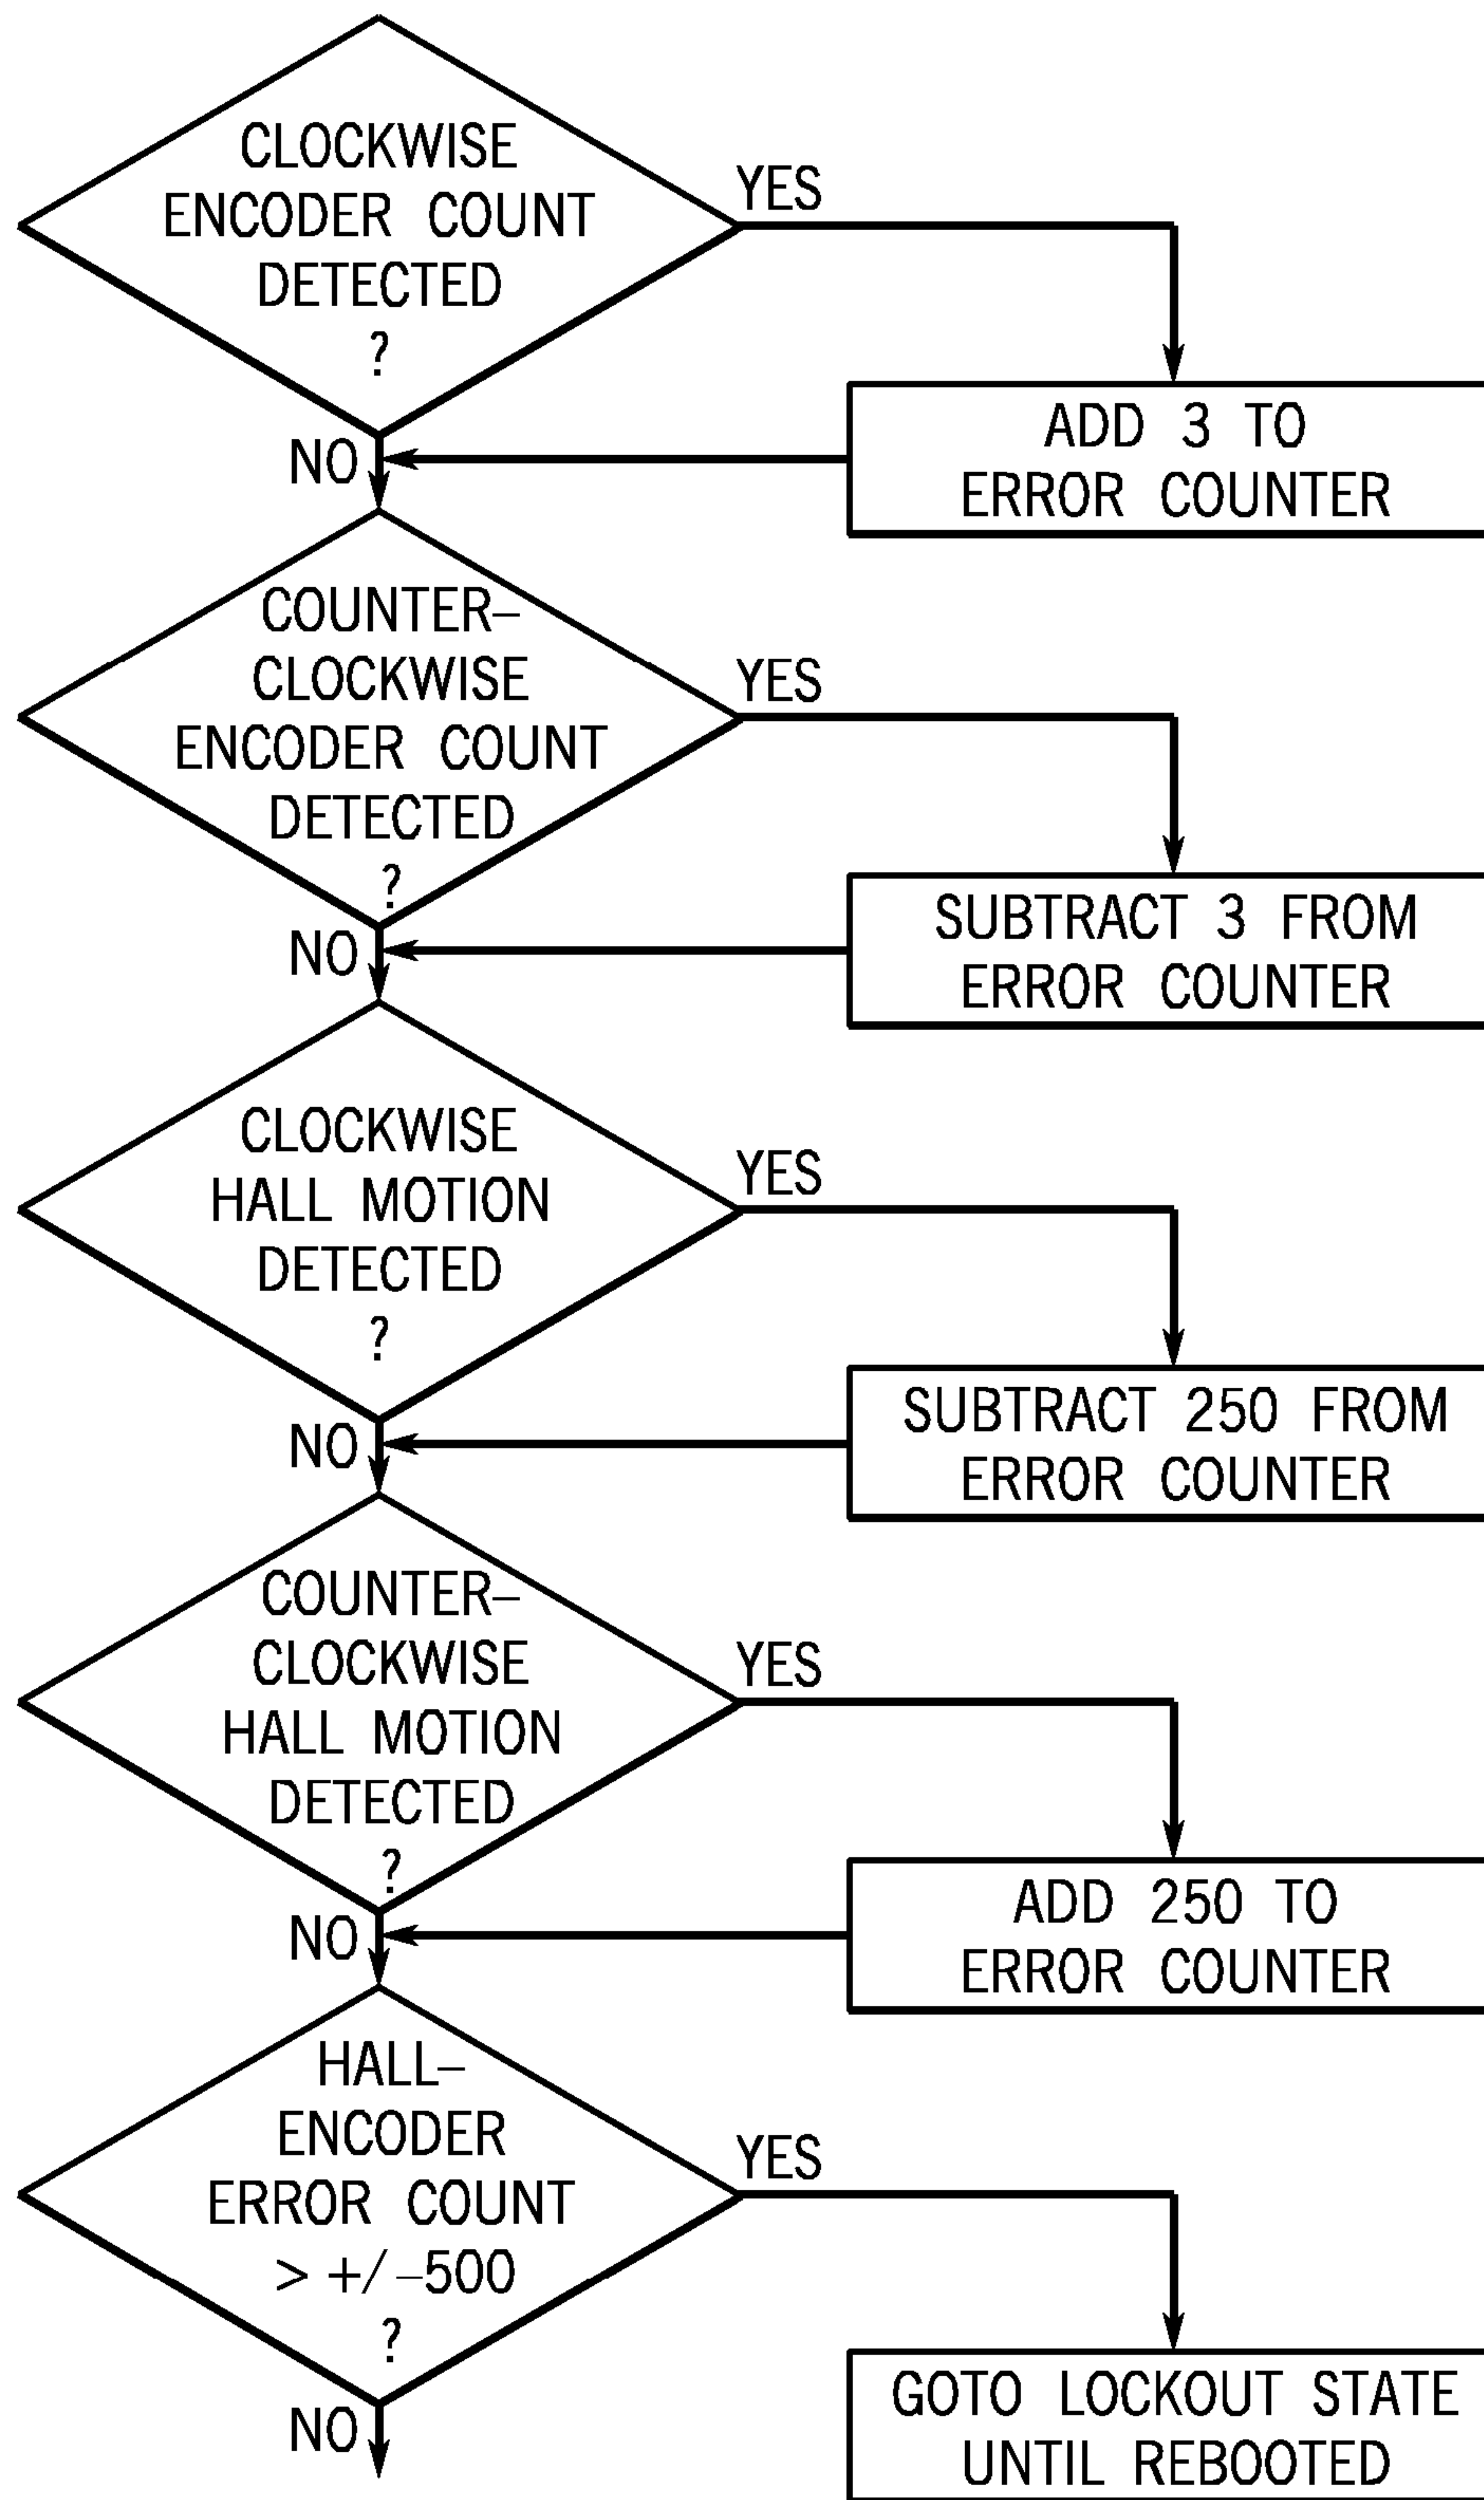 CLOCKWISE
ENCODER COUNT
DETECTED
?
YES
ADD 3 TO
ERROR COUNTER
NO
COUNTER-
CLOCKWISE
ENCODER COUNT
DETECTED
?
YES
SUBTRACT 3 FROM
ERROR COUNTER
NO
CLOCKWISE
HALL MOTION
DETECTED
?
YES
SUBTRACT 250 FROM
ERROR COUNTER
NO
COUNTER-
CLOCKWISE
HALL MOTION
DETECTED
?
YES
ADD 250 TO
ERROR COUNTER
NO
HALL-
ENCODER
ERROR COUNT
> +/-500
?
YES
GOTO LOCKOUT STATE
UNTIL REBOOTED
NO